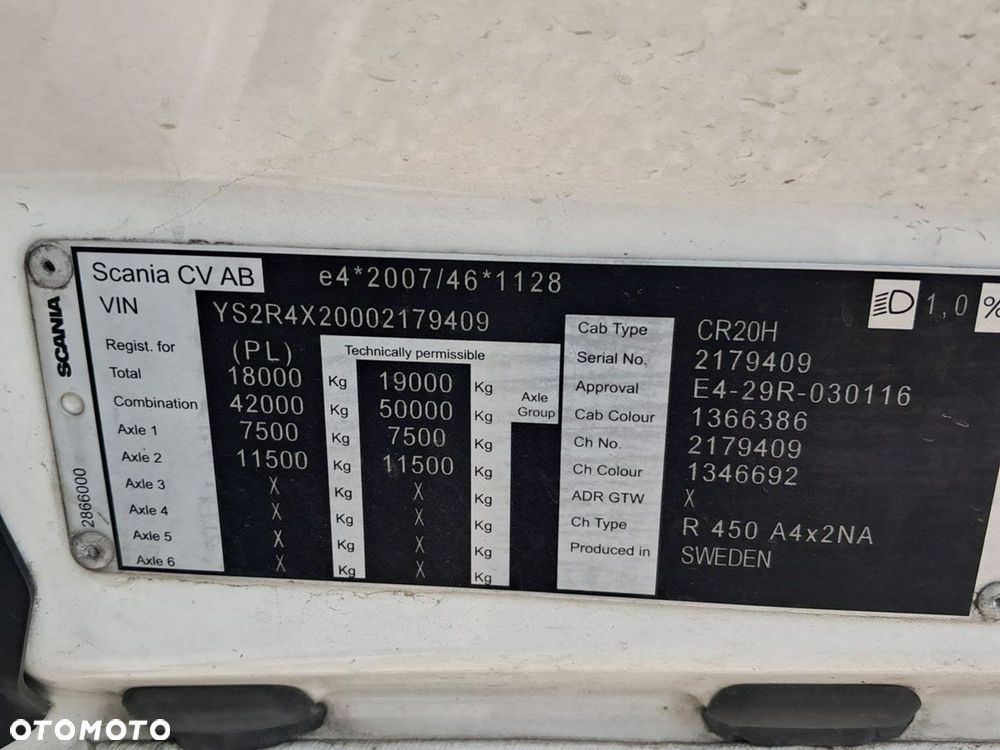 Scania CV AB e4*2007/46*1128
VIN YS2R4X20002179409
Regist. for (PL) Technically permissible
Total 18000 Kg 19000 Kg
Combination 42000 Kg 50000 Kg
Axle 1 7500 Kg 7500 Kg
Axle 2 11500 Kg 11500 Kg
Axle 3 X Kg X Kg
Axle 4 X Kg X Kg
Axle 5 X Kg X Kg
Axle 6 X Kg X Kg
Axle
Group
1,0 %
Cab Type CR20H
Serial No. 2179409
Approval E4-29R-030116
Cab Colour 1366386
Ch No. 2179409
Ch Colour 1346692
ADR GTW X
Ch Type R 450 A4x2NA
Produced in SWEDEN
SCANIA
2866000
OTOMOTO